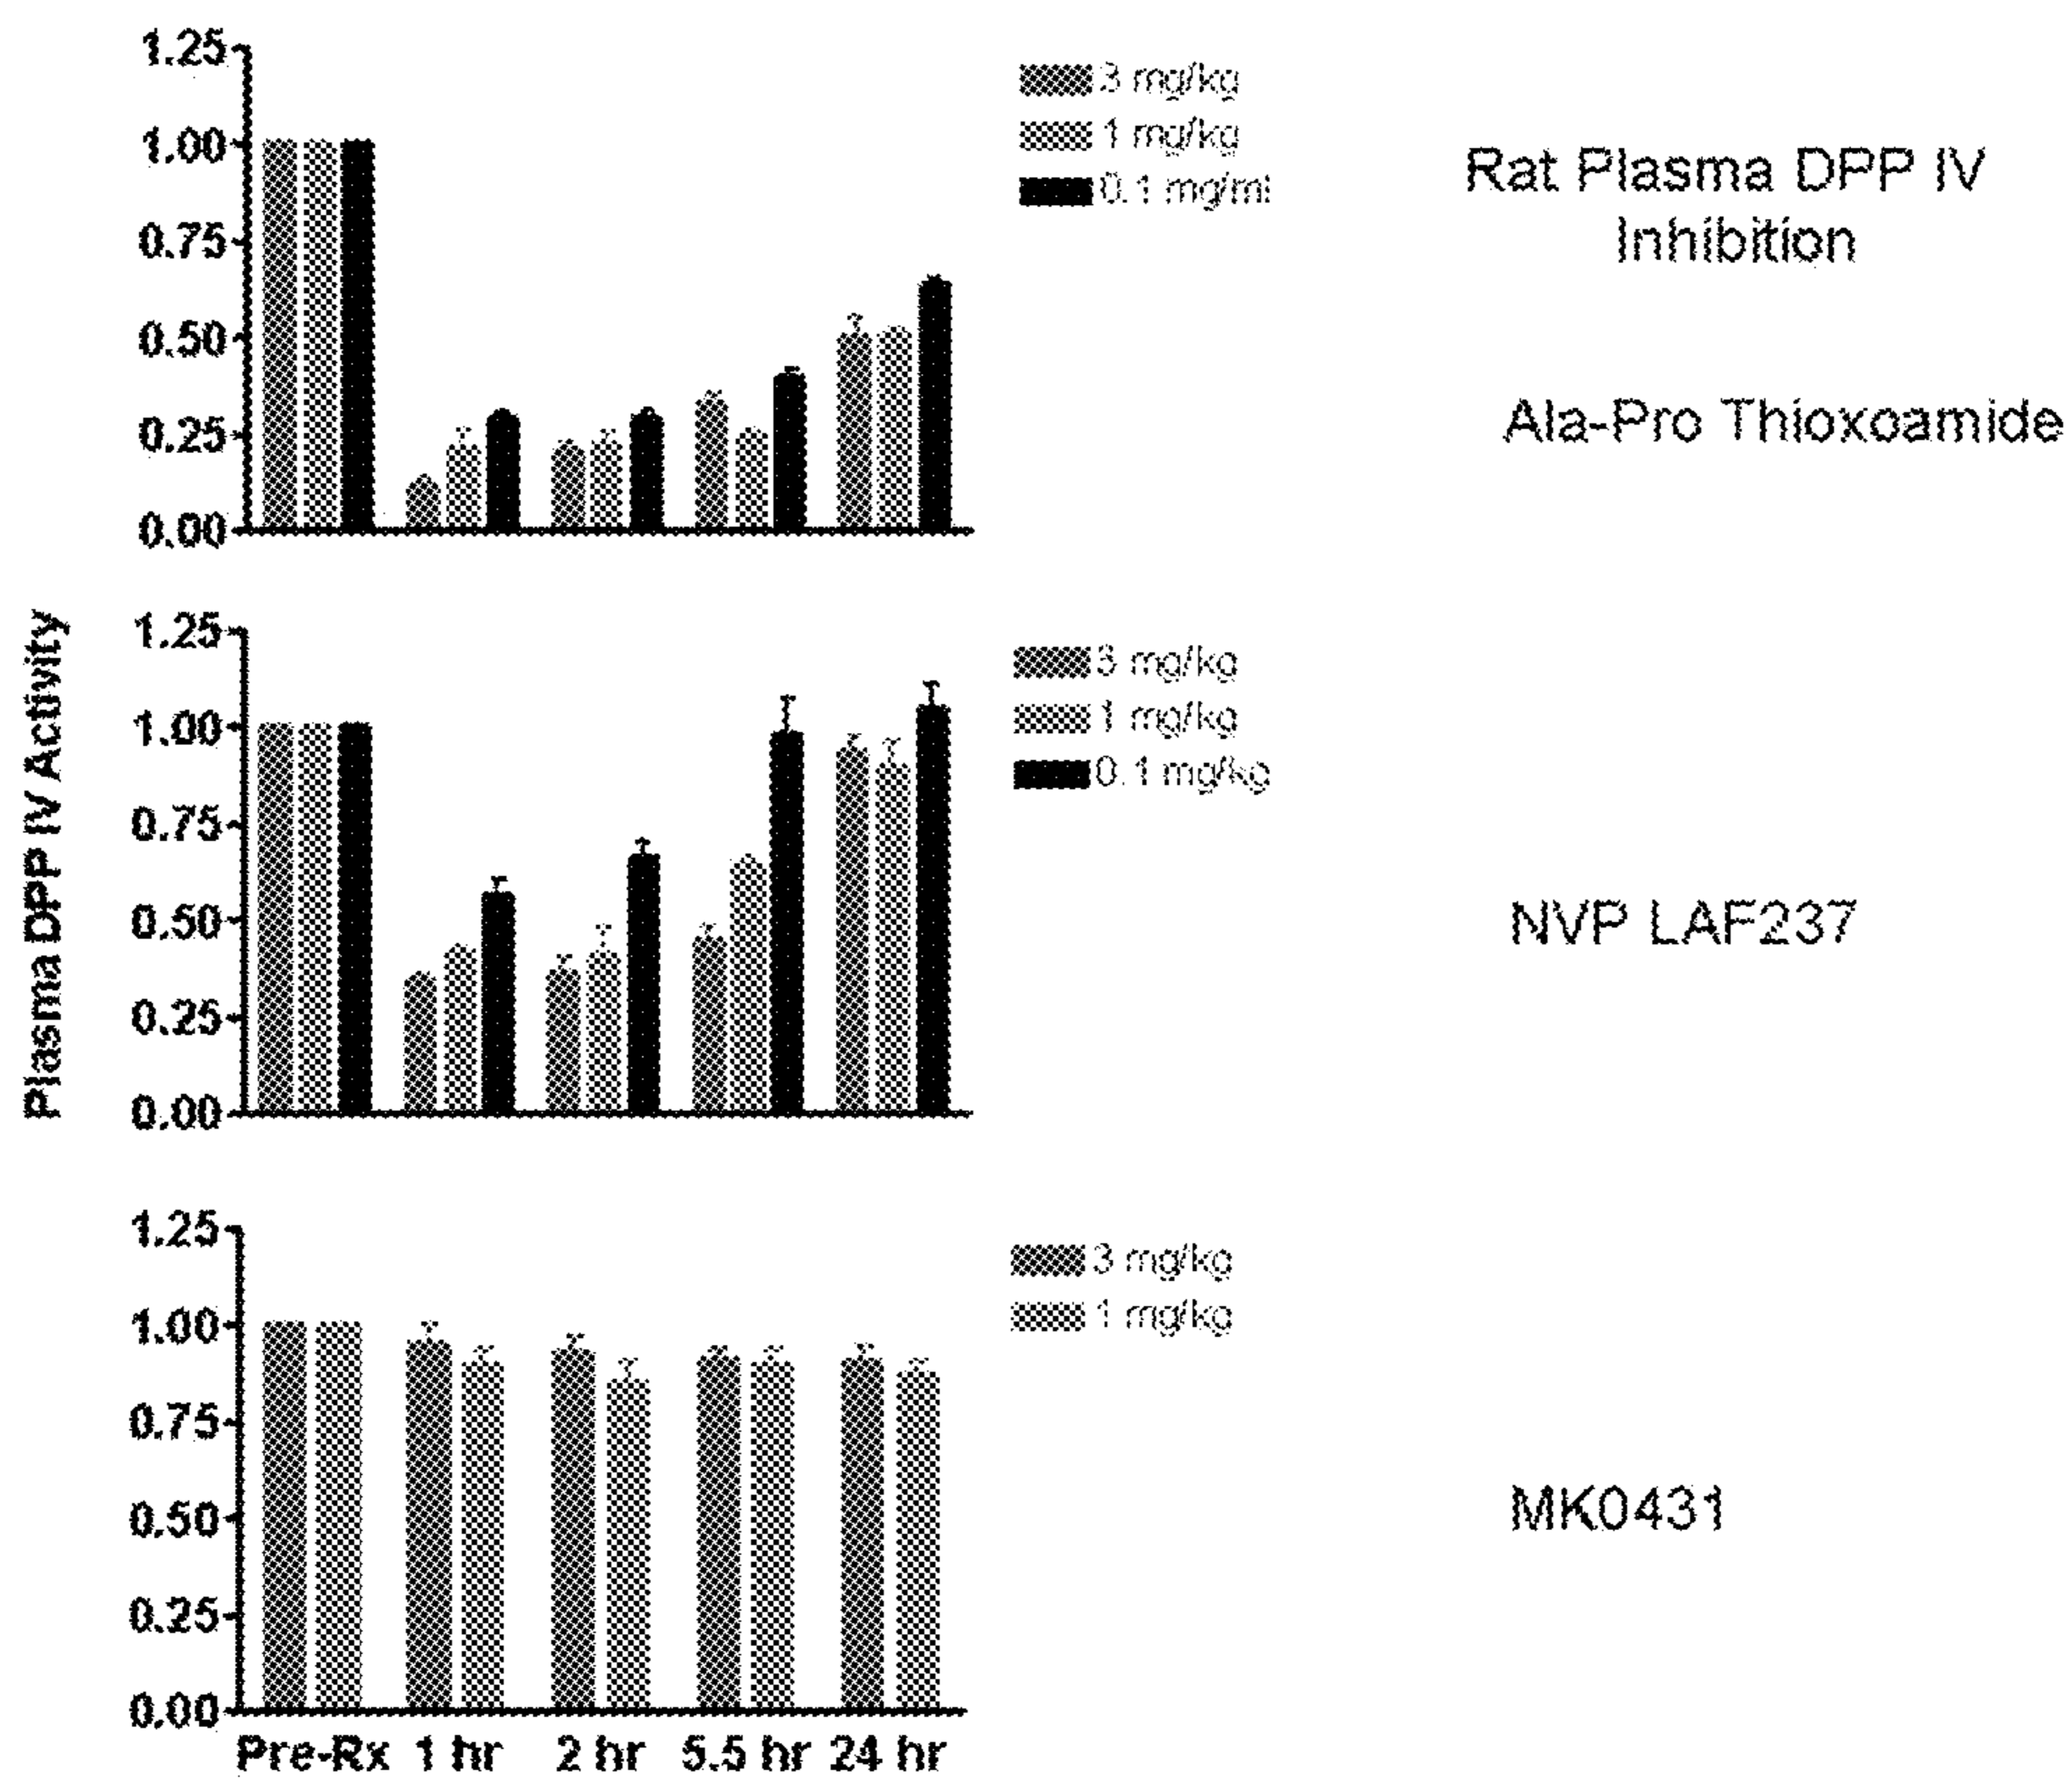 1.25
1.00
0.75
0.50
0.25
0.00
3 mg/kg
1 mg/kg
0.1 mg/ml
Rat Plasma DPP IV
Inhibition
Ala-Pro Thioxoamide
Plasma DPP IV Activity
1.25
1.00
0.75
0.50
0.25
0.00
3 mg/kg
1 mg/kg
0.1 mg/kg
NVP LAF237
1.25
1.00
0.75
0.50
0.25
0.00
3 mg/kg
1 mg/kg
MK0431
Pre-Rx 1 hr 2 hr 5.5 hr 24 hr